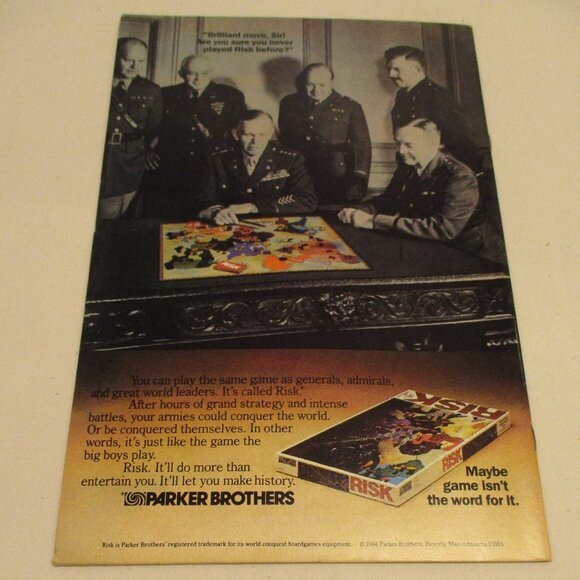 "Brilliant move, Sir!
Are you sure you never
played Risk before?"
You can play the same game as generals, admirals,
and great world leaders. It's called Risk.®
After hours of grand strategy and intense
battles, your armies could conquer the world.
Or be conquered themselves. In other
words, it's just like the game the
big boys play.
Risk. It'll do more than
entertain you. It'll let you make history.
PARKER BROTHERS
RISK
RISK
RISK
Maybe
game isn't
the word for it.
Risk is Parker Brothers' registered trademark for its world conquest boardgames equipment. © 1984 Parker Brothers, Beverly, Massachusetts 01915